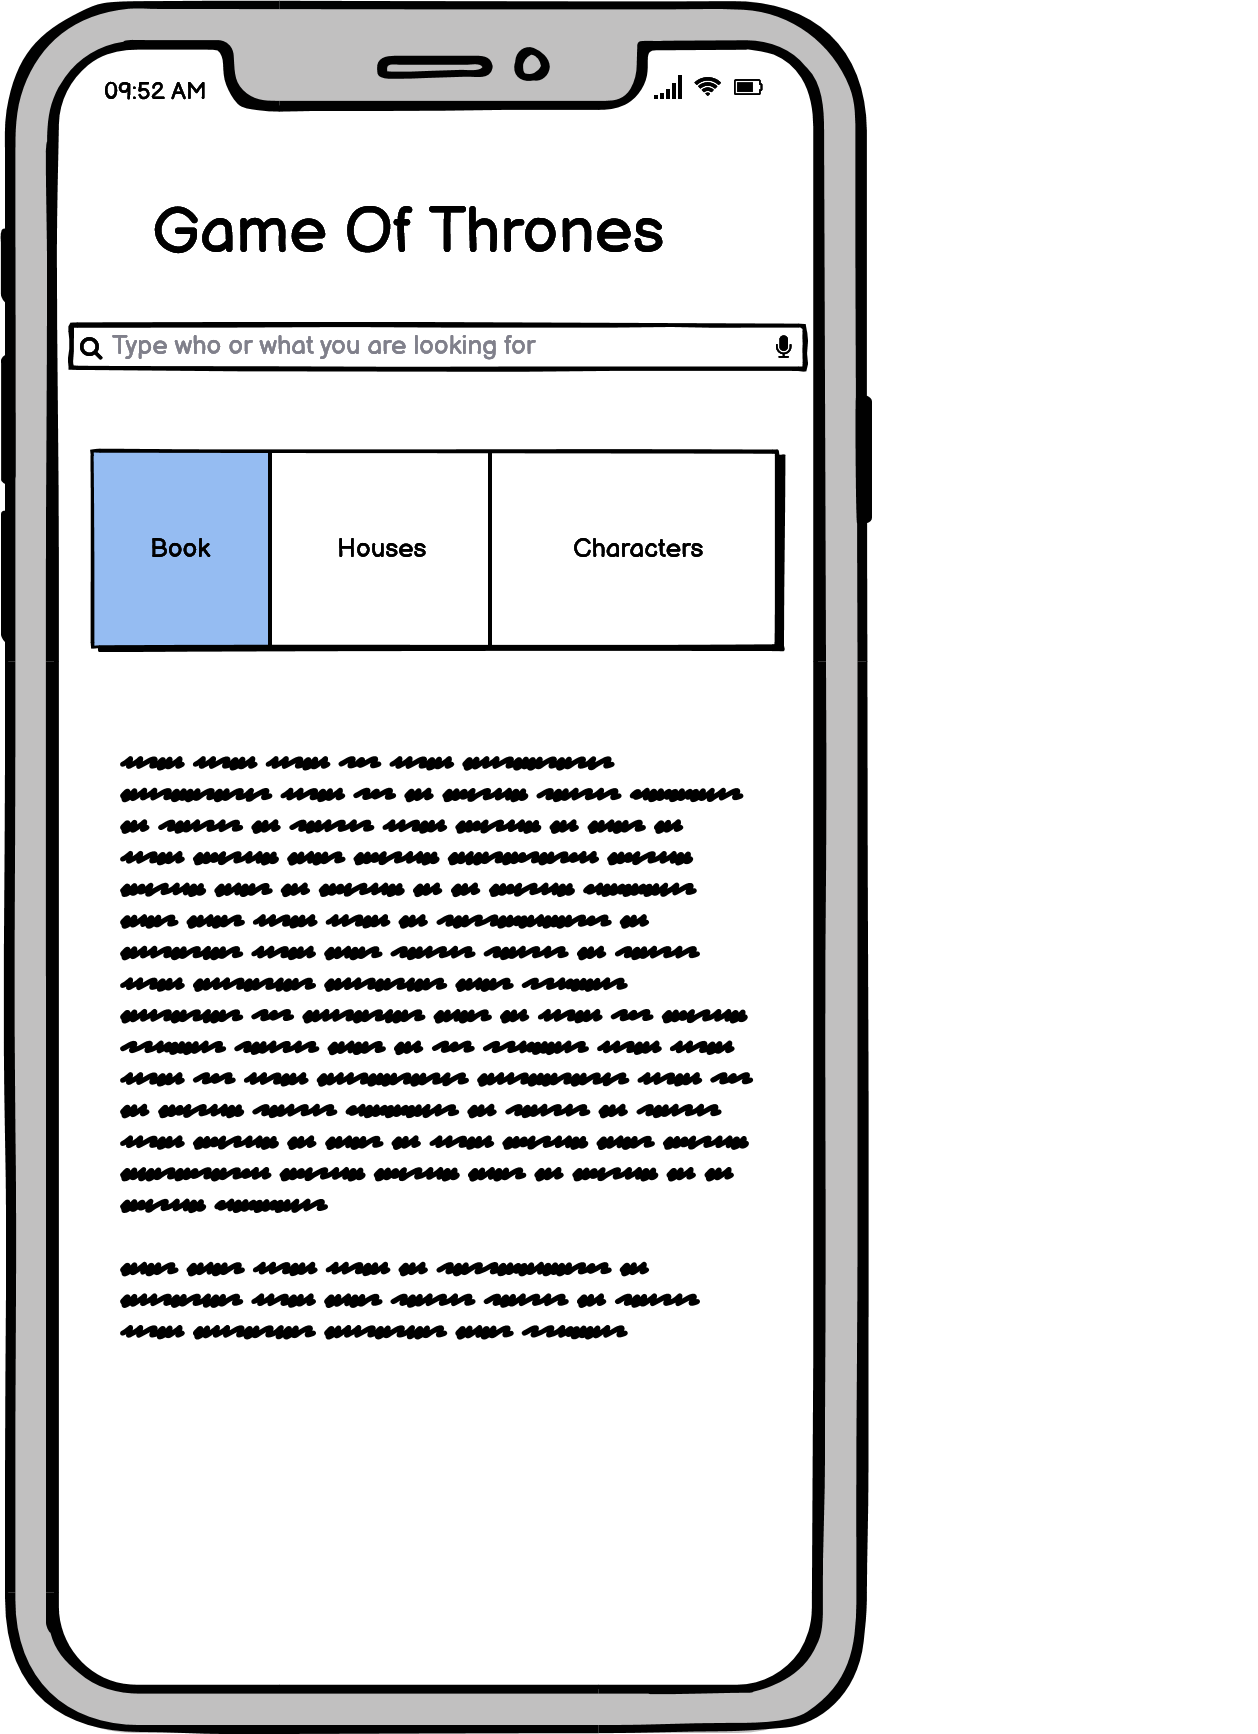 09:52 AM
Game Of Thrones
Type who or what you are looking for
Book
Houses
Characters